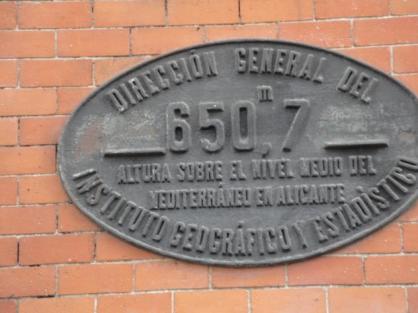 DIRECCIÓN GENERAL DEL
650,7 m
ALTURA SOBRE EL NIVEL MEDIO DEL
MEDITERRÁNEO EN ALICANTE
INSTITUTO GEOGRÁFICO Y ESTADÍSTICO